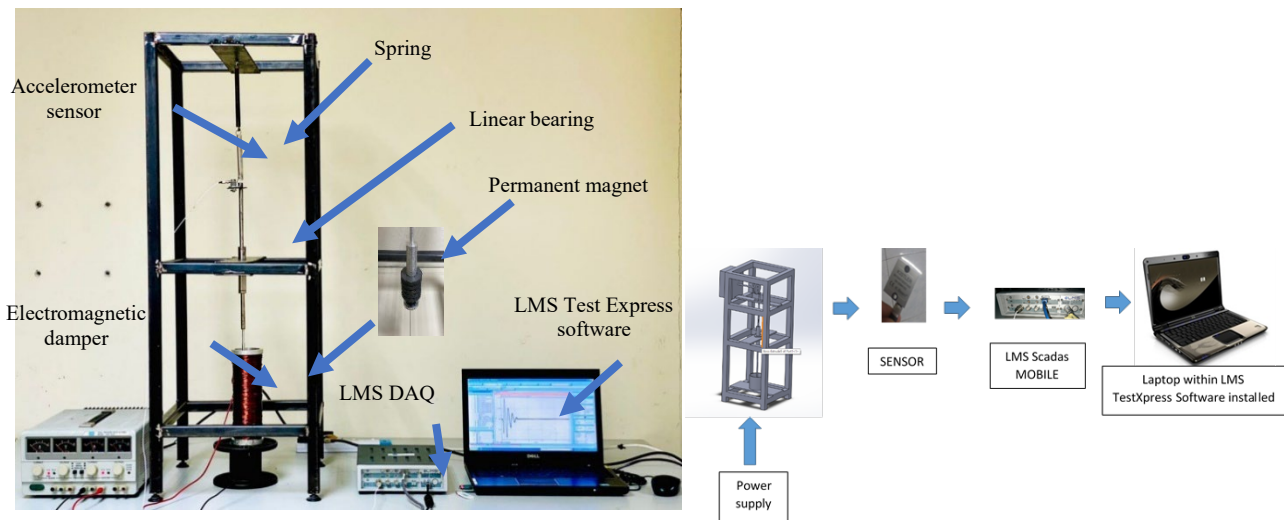 Spring
Accelerometer
sensor
Linear bearing
Permanent magnet
Electromagnetic
damper
LMS Test Express
software
LMS DAQ
DELL
SENSOR
LMS Scadas
MOBILE
Laptop within LMS
TestXpress Software installed
Power
supply